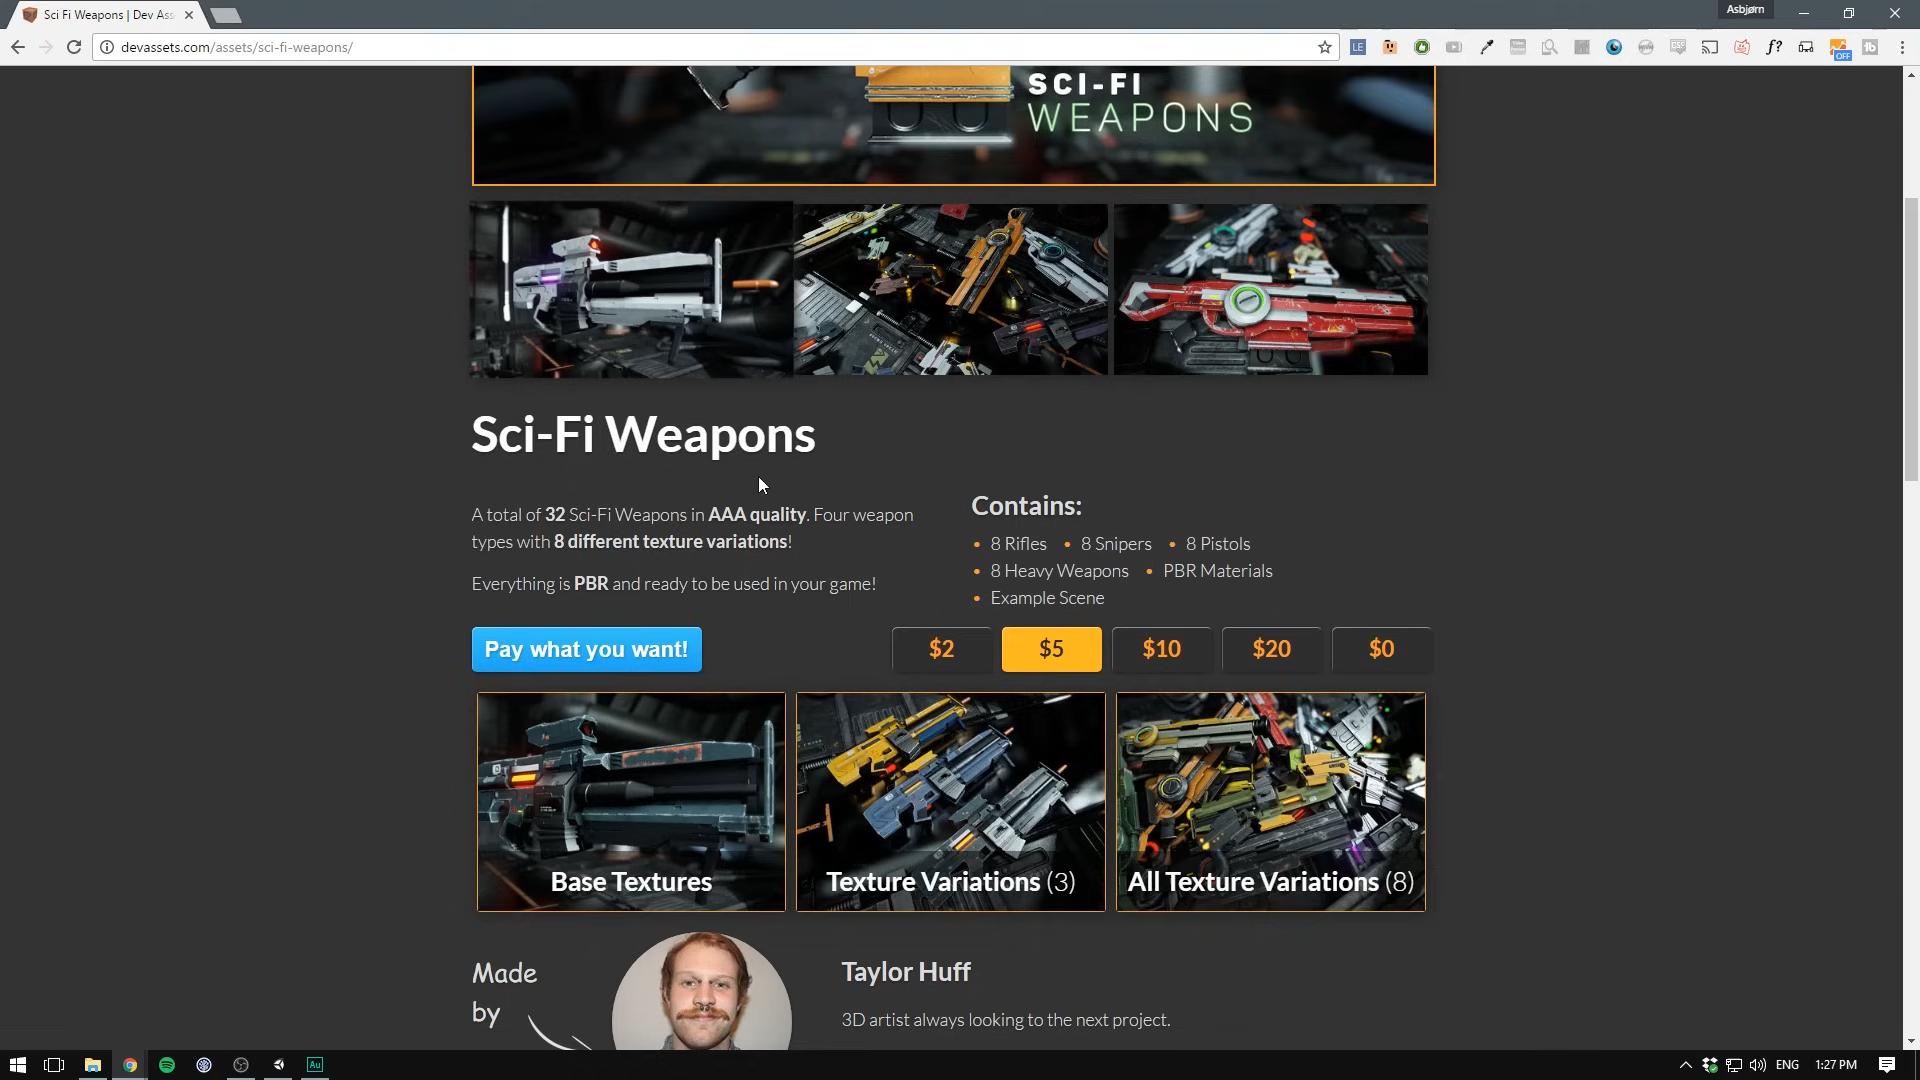 Sci Fi Weapons | Dev Ass
Asbjørn
devassets.com/assets/sci-fi-weapons/
LE
f?
OFF
SCI-FI
WEAPONS
Sci-Fi Weapons
A total of 32 Sci-Fi Weapons in AAA quality. Four weapon
types with 8 different texture variations!
Everything is PBR and ready to be used in your game!
Contains:
• 8 Rifles • 8 Snipers • 8 Pistols
• 8 Heavy Weapons • PBR Materials
• Example Scene
Pay what you want!
$2 $5 $10 $20 $0
Base Textures
Texture Variations (3)
All Texture Variations (8)
Made
by
Taylor Huff
3D artist always looking to the next project.
Au
ENG
1:27 PM